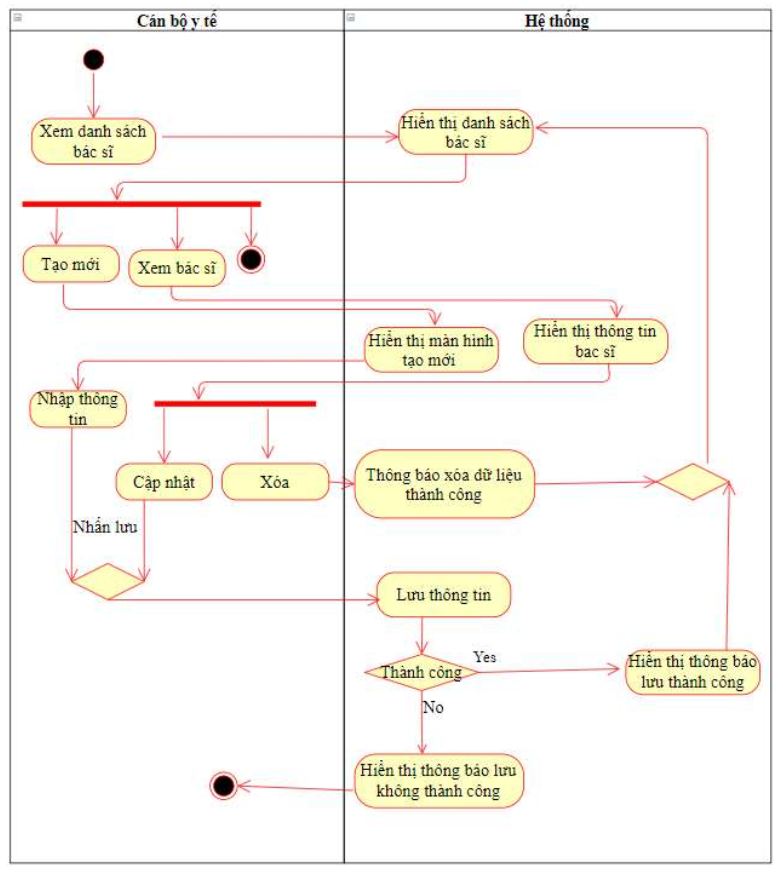 Cán bộ y tế
Hệ thống
Xem danh sách
bác sĩ
Hiển thị danh sách
bác sĩ
Tạo mới
Xem bác sĩ
Hiển thị màn hình
tạo mới
Hiển thị thông tin
bac sĩ
Nhập thông
tin
Cập nhật
Xóa
Thông báo xóa dữ liệu
thành công
Nhấn lưu
Lưu thông tin
Thành công
Yes
No
Hiển thị thông báo
lưu thành công
Hiển thị thông báo lưu
không thành công